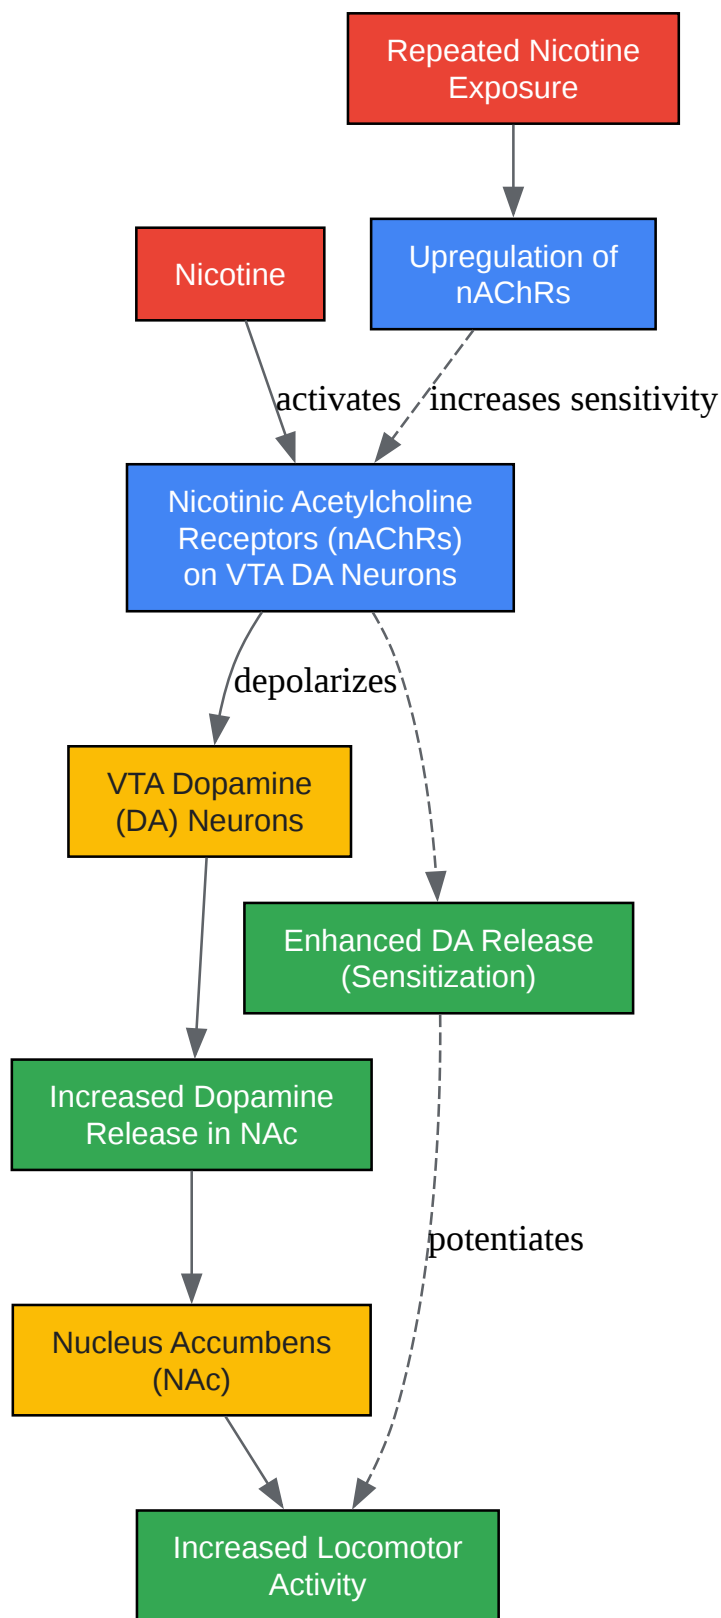 Repeated Nicotine
Exposure
Nicotine
Upregulation of
nAChRs
activates
increases sensitivity
Nicotinic Acetylcholine
Receptors (nAChRs)
on VTA DA Neurons
depolarizes
VTA Dopamine
(DA) Neurons
Enhanced DA Release
(Sensitization)
Increased Dopamine
Release in NAc
potentiates
Nucleus Accumbens
(NAc)
Increased Locomotor
Activity